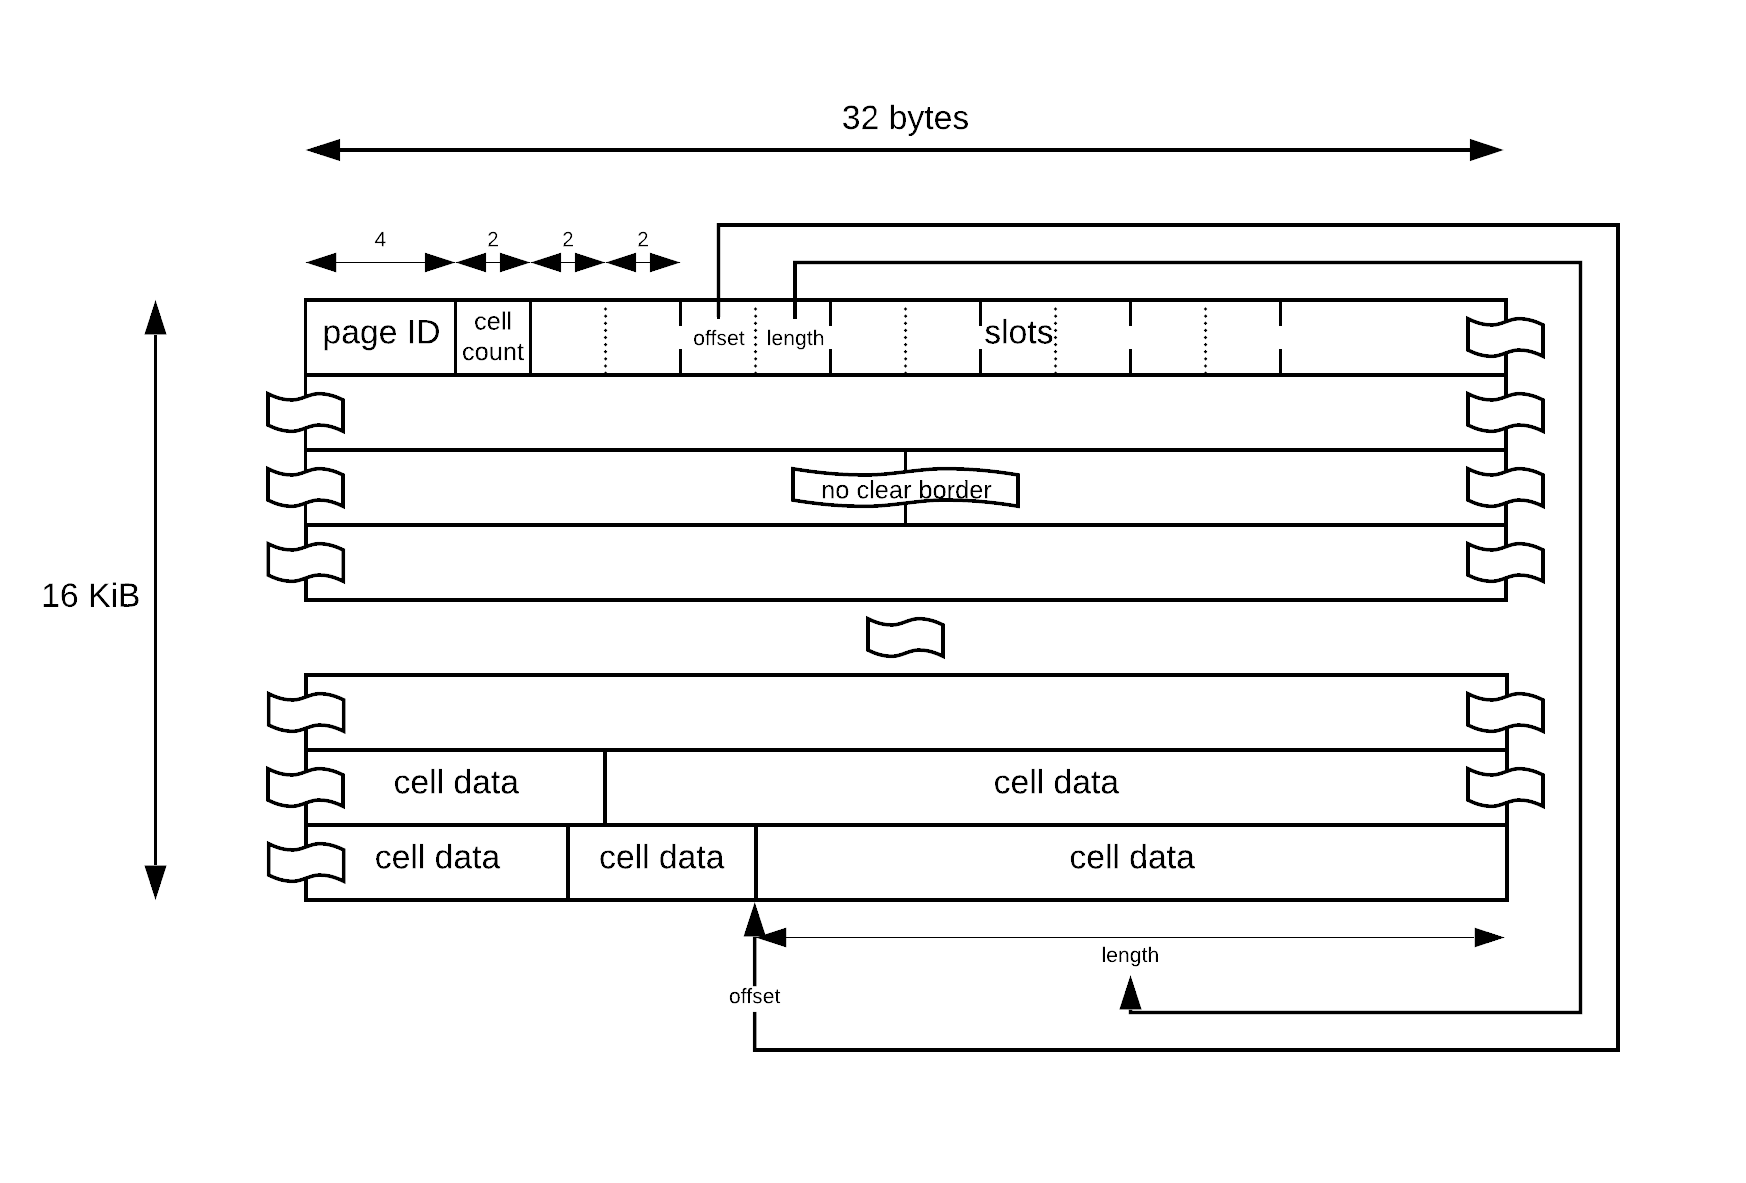 32 bytes
4 2 2 2
page ID
cell
count
offset length
slots
no clear border
16 KiB
cell data cell data
cell data cell data cell data
length
offset